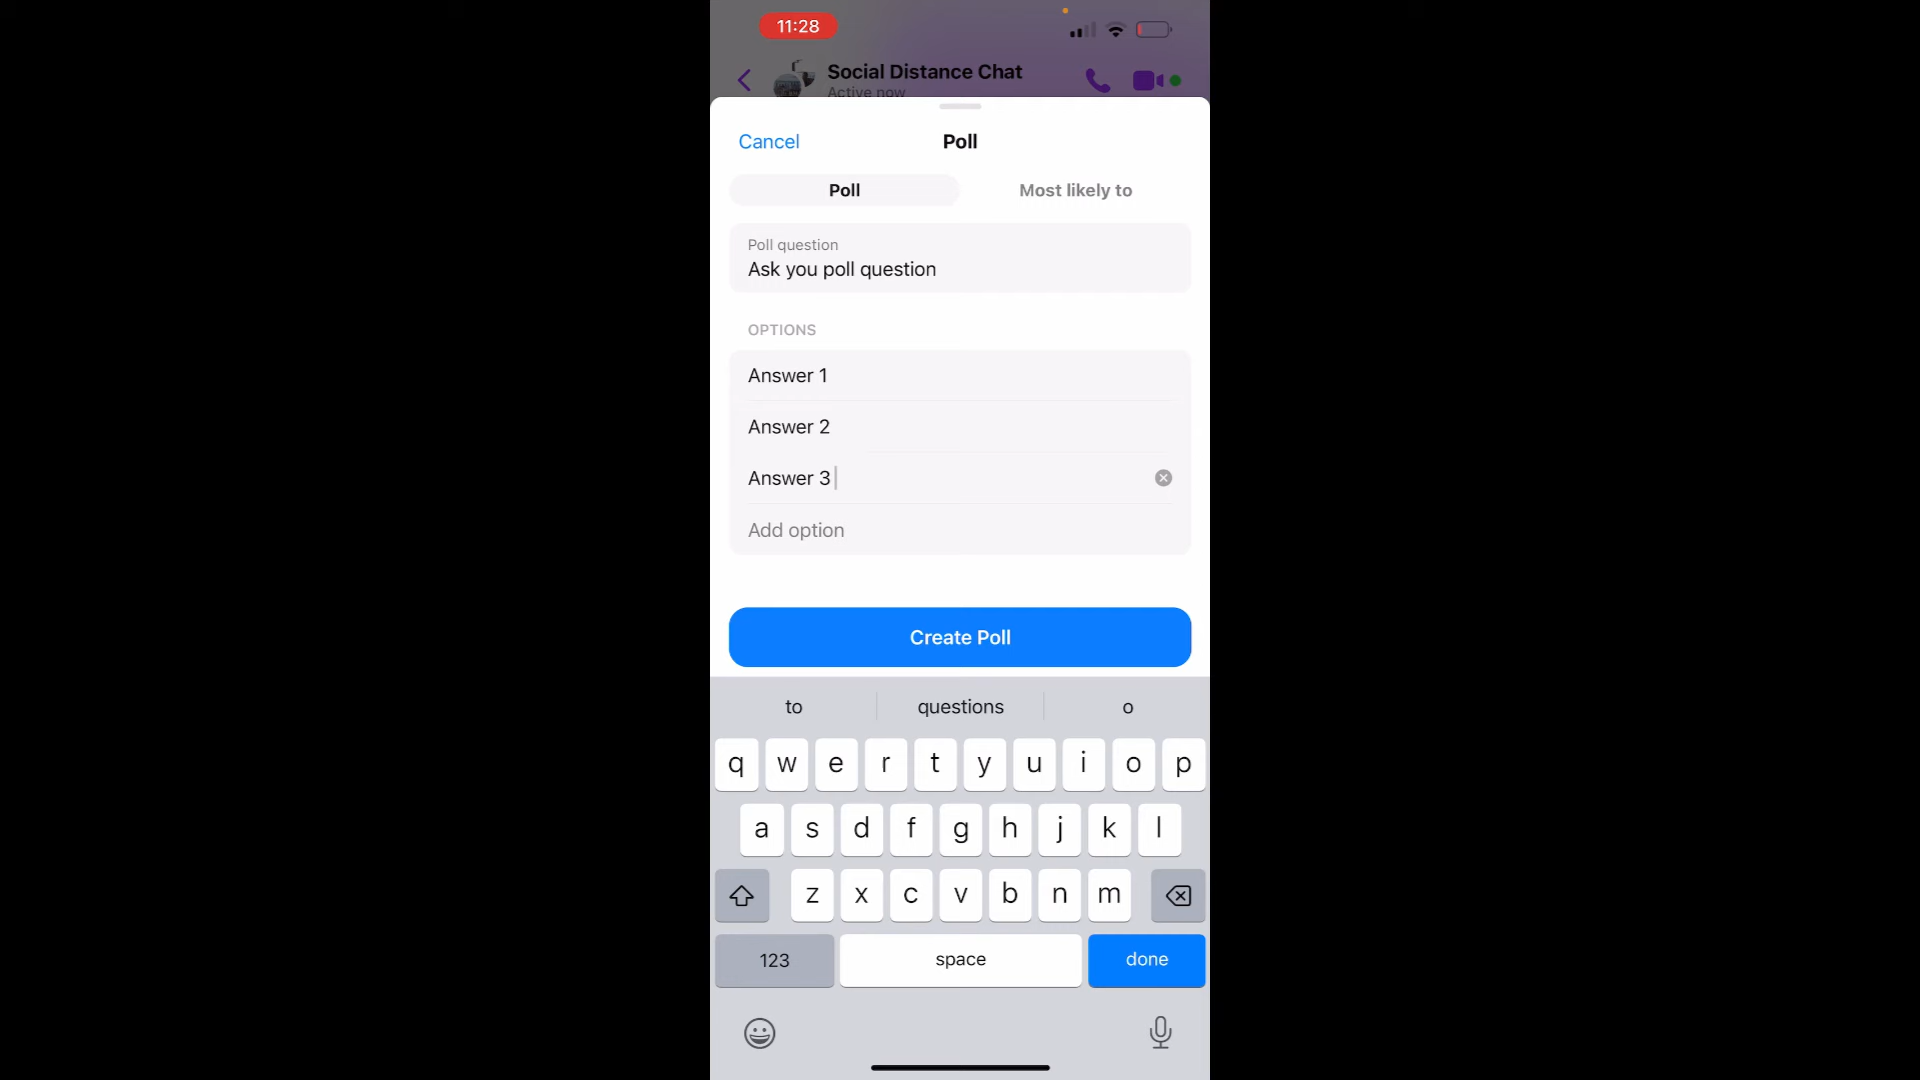 11:28
Social Distance Chat
Active now
Cancel
Poll
Poll
Most likely to
Poll question
Ask you poll question
OPTIONS
Answer 1
Answer 2
Answer 3
Add option
Create Poll
to questions o
q w e r t y u i o p
a s d f g h j k l
z x c v b n m
123 space done